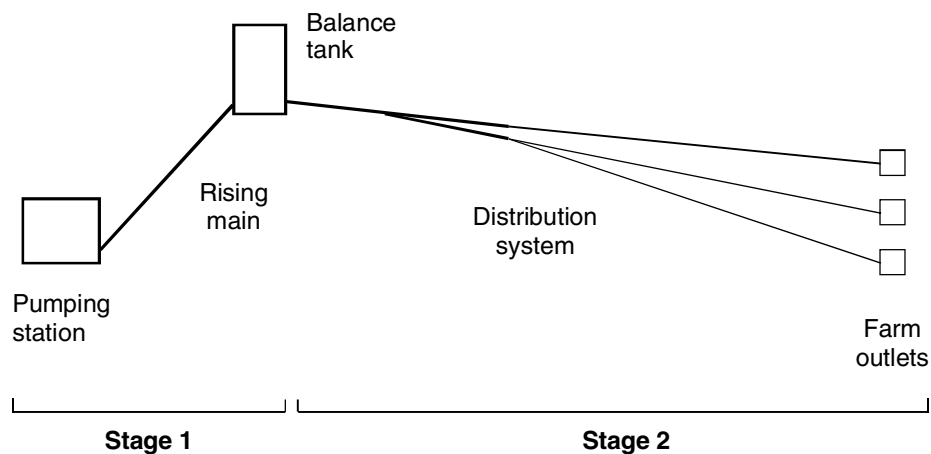 Balance
tank
Rising
main
Distribution
system
Pumping
station
Farm
outlets
Stage 1
Stage 2